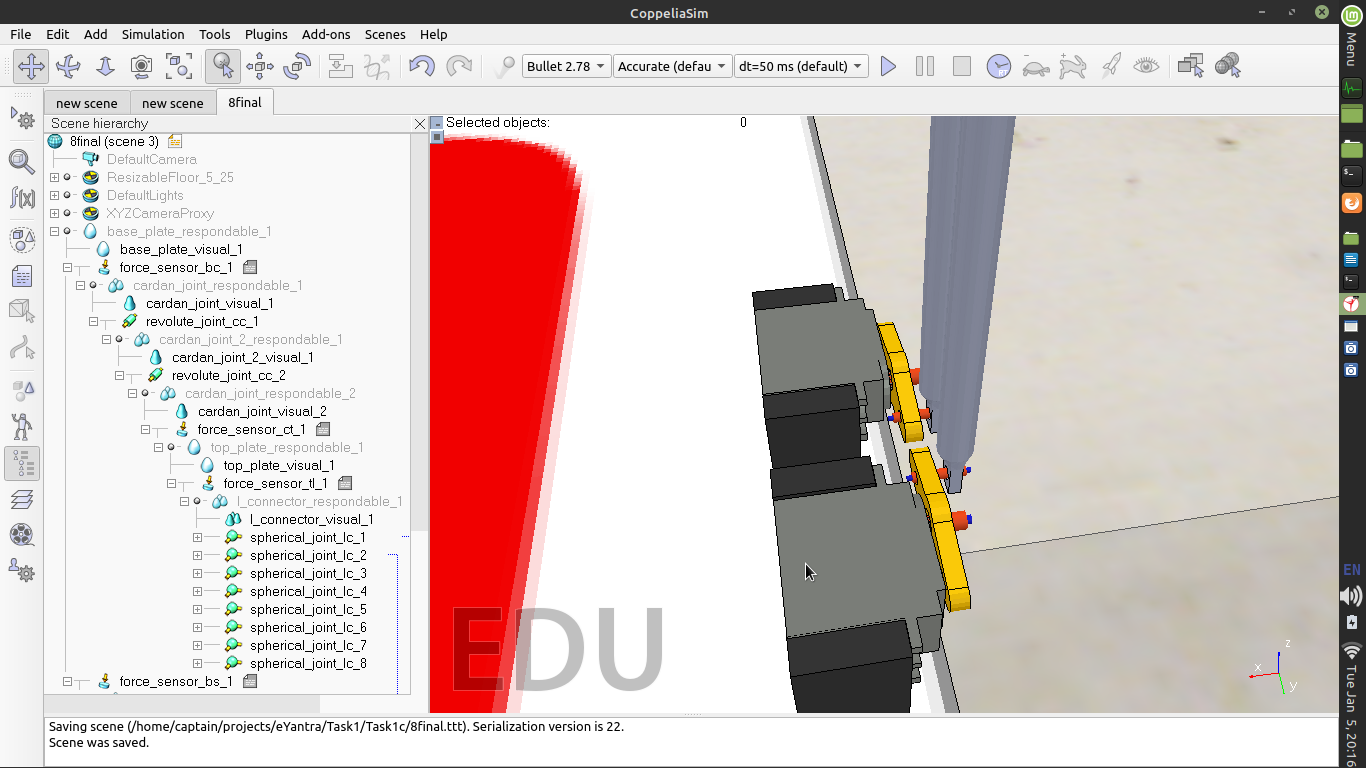 CoppeliaSim
File Edit Add Simulation Tools Plugins Add-ons Scenes Help
Bullet 2.78 Accurate (defau dt=50 ms (default)
new scene new scene 8final
Scene hierarchy
Selected objects: 0
8final (scene 3)
DefaultCamera
ResizableFloor_5_25
DefaultLights
XYZCameraProxy
base_plate_respondable_1
base_plate_visual_1
force_sensor_bc_1
cardan_joint_respondable_1
cardan_joint_visual_1
revolute_joint_cc_1
cardan_joint_2_respondable_1
cardan_joint_2_visual_1
revolute_joint_cc_2
cardan_joint_respondable_2
cardan_joint_visual_2
force_sensor_ct_1
top_plate_respondable_1
top_plate_visual_1
force_sensor_tl_1
l_connector_respondable_1
l_connector_visual_1
spherical_joint_lc_1
spherical_joint_lc_2
spherical_joint_lc_3
spherical_joint_lc_4
spherical_joint_lc_5
spherical_joint_lc_6
spherical_joint_lc_7
spherical_joint_lc_8
force_sensor_bs_1
EDU
z
x
y
Saving scene (/home/captain/projects/eYantra/Task1/Task1c/8final.ttt). Serialization version is 22.
Scene was saved.
Menu
EN
Tue Jan 5, 20:16